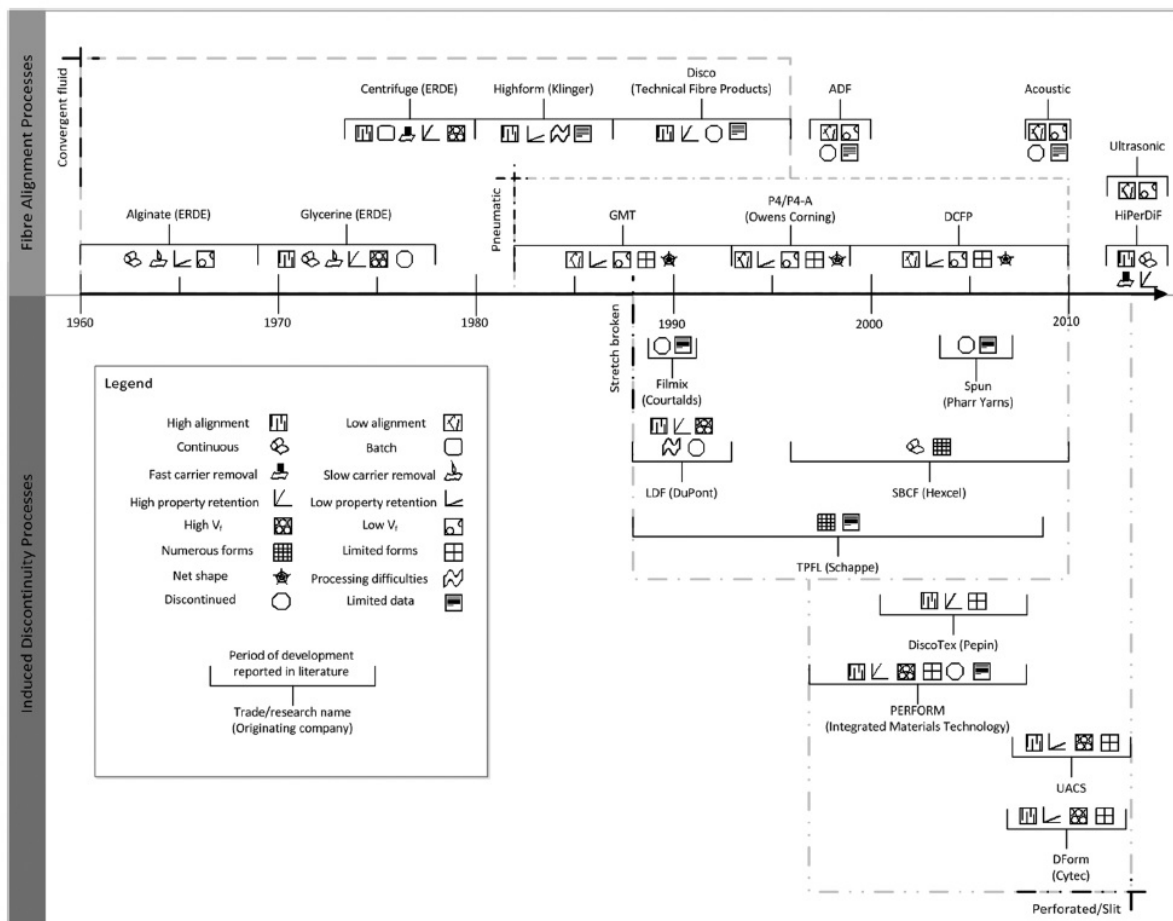 Fibre Alignment Processes
Induced Discontinuity Processes
Convergent fluid
Centrifuge (ERDE)
Highform (Klinger)
Disco
(Technical Fibre Products)
ADF
Acoustic
Ultrasonic
Pneumatic
Alginate (ERDE)
Glycerine (ERDE)
GMT
P4/P4-A
(Owens Corning)
DCFP
HiPerDiF
1960
1970
1980
1990
2000
2010
Stretch broken
Filmix
(Courtalds)
Spun
(Pharr Yarns)
LDF (DuPont)
SBCF (Hexcel)
TPFL (Schappe)
DiscoTex (Pepin)
PERFORM
(Integrated Materials Technology)
UACS
DForm
(Cytec)
Perforated/Slit
Legend
High alignment
Low alignment
Continuous
Batch
Fast carrier removal
Slow carrier removal
High property retention
Low property retention
High Vf
Low Vf
Numerous forms
Limited forms
Net shape
Processing difficulties
Discontinued
Limited data
Period of development
reported in literature
Trade/research name
(Originating company)